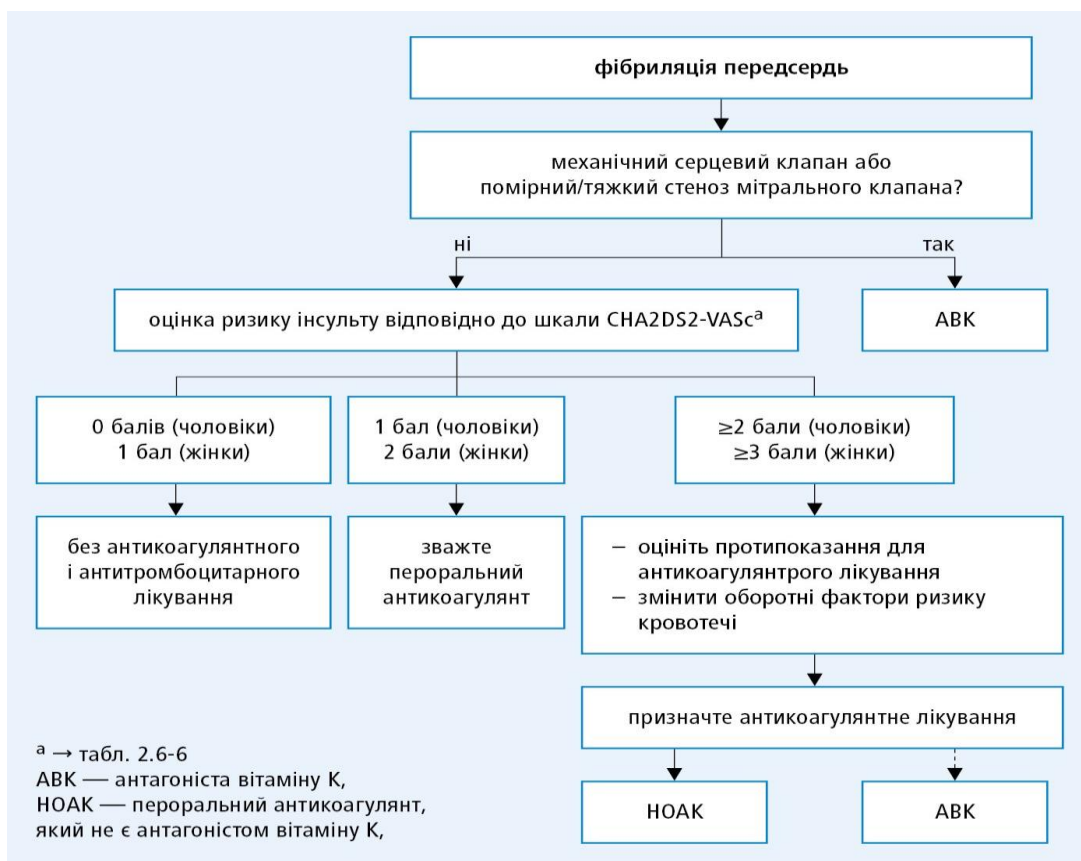 фібриляція передсердь
механічний серцевий клапан або
помірний/тяжкий стеноз мітрального клапана?
ні
так
оцінка ризику інсульту відповідно до шкали CHA2DS2-VASc^a
АВК
0 балів (чоловіки)
1 бал (жінки)
1 бал (чоловіки)
2 бали (жінки)
≥2 бали (чоловіки)
≥3 бали (жінки)
без антикоагулянтного
і антитромбоцитарного
лікування
зважте
пероральний
антикоагулянт
— оцініть протипоказання для
антикоагулянтрого лікування
— змінити оборотні фактори ризику
кровотечі
призначте антикоагулянтне лікування
НОАК
АВК
a → табл. 2.6-6
АВК — антагоніста вітаміну К,
НОАК — пероральний антикоагулянт,
який не є антагоністом вітаміну К,